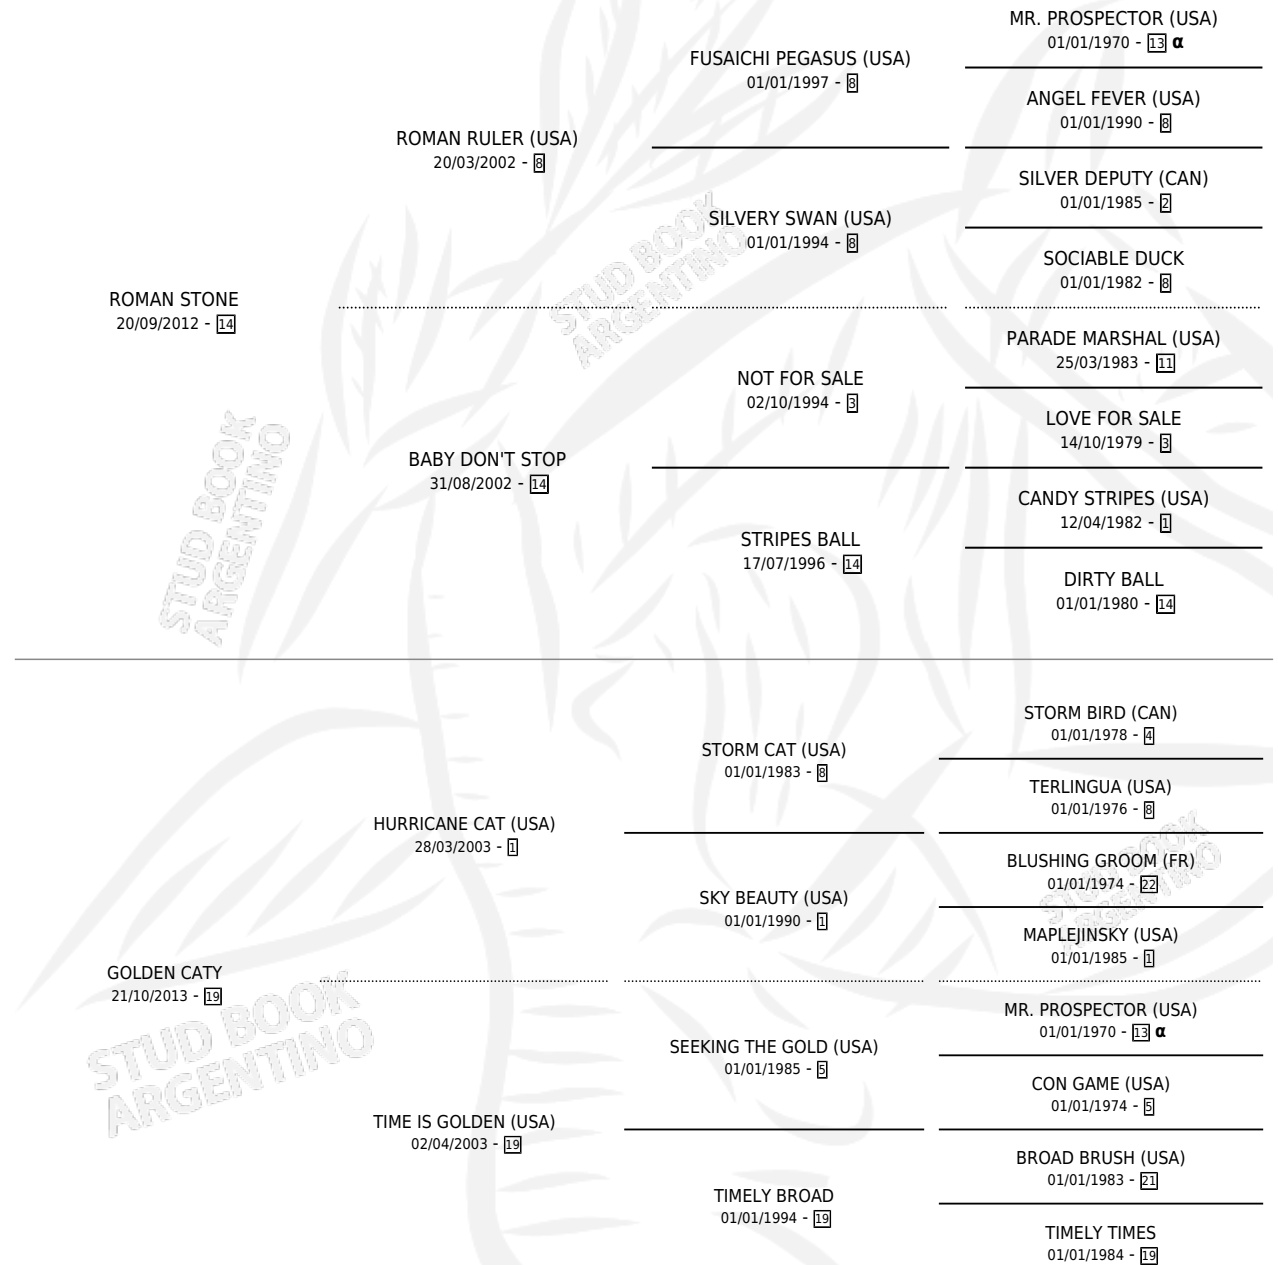 MR. PROSPECTOR (USA)
01/01/1970 - 13 α
FUSAICHI PEGASUS (USA)
01/01/1997 - 8
ANGEL FEVER (USA)
01/01/1990 - 8
ROMAN RULER (USA)
20/03/2002 - 8
SILVER DEPUTY (CAN)
01/01/1985 - 2
SILVERY SWAN (USA)
01/01/1994 - 8
SOCIABLE DUCK
01/01/1982 - 8
ROMAN STONE
20/09/2012 - 14
PARADE MARSHAL (USA)
25/03/1983 - 11
NOT FOR SALE
02/10/1994 - 3
LOVE FOR SALE
14/10/1979 - 3
BABY DON'T STOP
31/08/2002 - 14
CANDY STRIPES (USA)
12/04/1982 - 1
STRIPES BALL
17/07/1996 - 14
DIRTY BALL
01/01/1980 - 14
STORM BIRD (CAN)
01/01/1978 - 4
STORM CAT (USA)
01/01/1983 - 8
TERLINGUA (USA)
01/01/1976 - 8
HURRICANE CAT (USA)
28/03/2003 - 1
BLUSHING GROOM (FR)
01/01/1974 - 22
SKY BEAUTY (USA)
01/01/1990 - 1
MAPLEJINSKY (USA)
01/01/1985 - 1
GOLDEN CATY
21/10/2013 - 19
MR. PROSPECTOR (USA)
01/01/1970 - 13 α
SEEKING THE GOLD (USA)
01/01/1985 - 5
CON GAME (USA)
01/01/1974 - 5
TIME IS GOLDEN (USA)
02/04/2003 - 19
BROAD BRUSH (USA)
01/01/1983 - 21
TIMELY BROAD
01/01/1994 - 19
TIMELY TIMES
01/01/1984 - 19
STUD BOOK
ARGENTINO
STUD BOOK
ARGENTINO
STUD BOOK
ARGENTINO
STUD BOOK
ARGENTINO